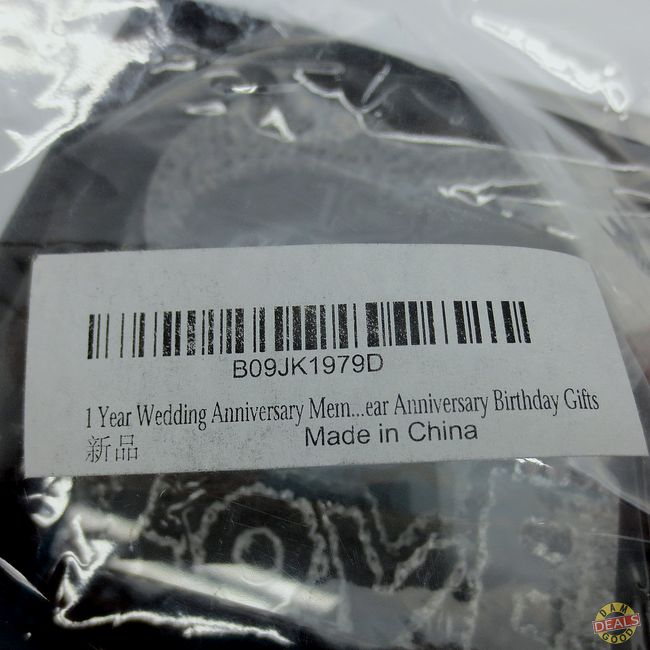 B09JK1979D
1 Year Wedding Anniversary Mem...ear Anniversary Birthday Gifts
新品
Made in China
DAM
DEALS
GOOD